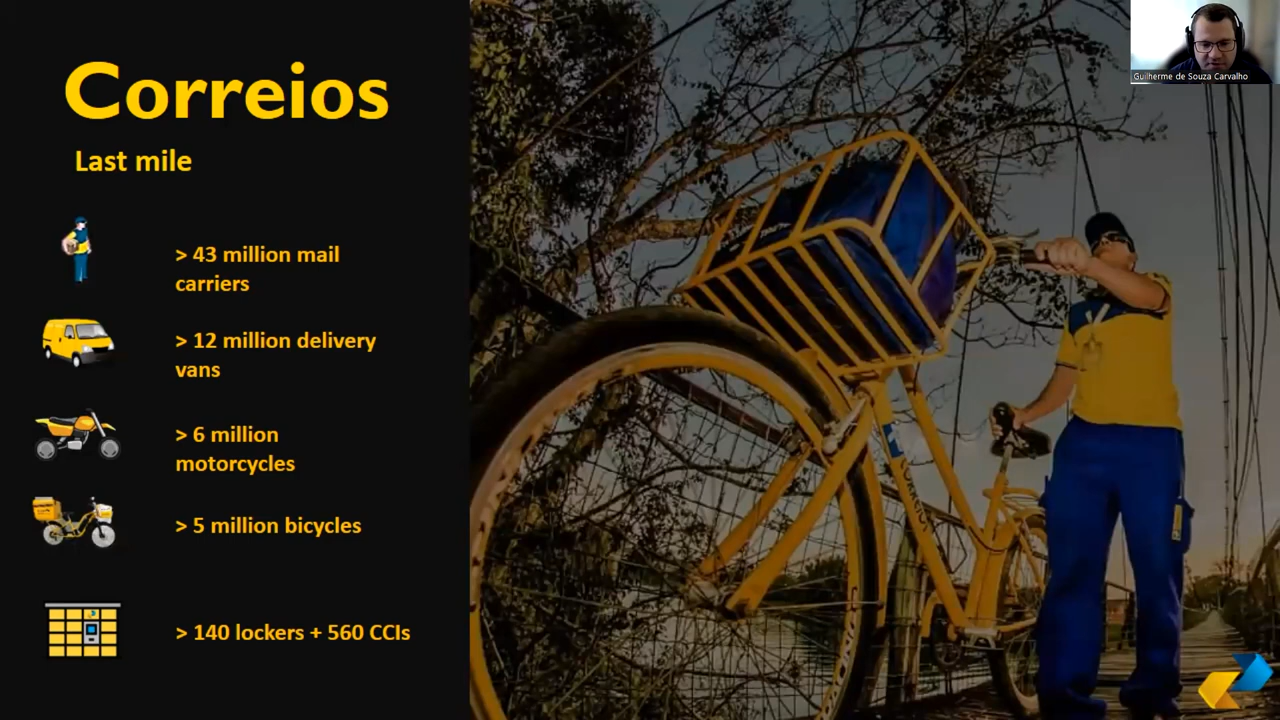 Correios
Last mile
> 43 million mail
carriers
> 12 million delivery
vans
> 6 million
motorcycles
> 5 million bicycles
> 140 lockers + 560 CCIs
Guilherme de Souza Carvalho
CORREIOS